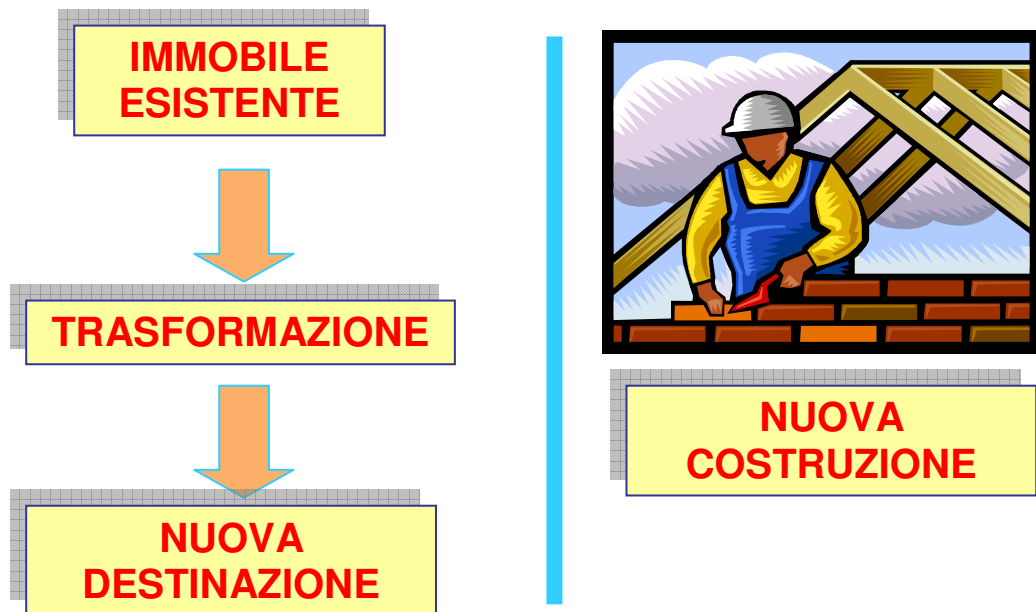 IMMOBILE
ESISTENTE
TRASFORMAZIONE
NUOVA
DESTINAZIONE
NUOVA
COSTRUZIONE